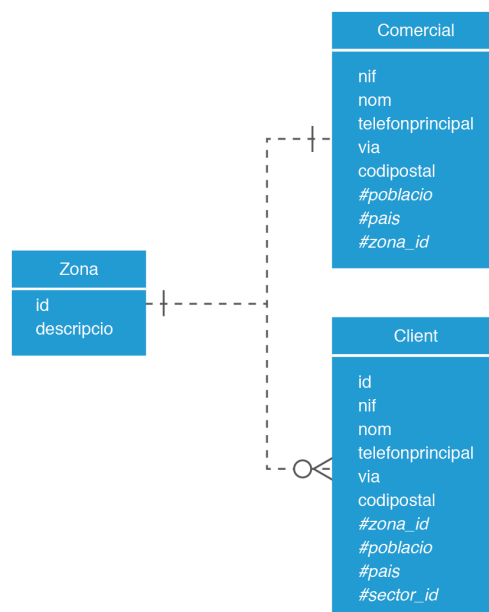 Comercial
nif
nom
telefonprincipal
via
codipostal
#poblacio
#pais
#zona_id
Zona
id
descripcio
Client
id
nif
nom
telefonprincipal
via
codipostal
#zona_id
#poblacio
#pais
#sector_id